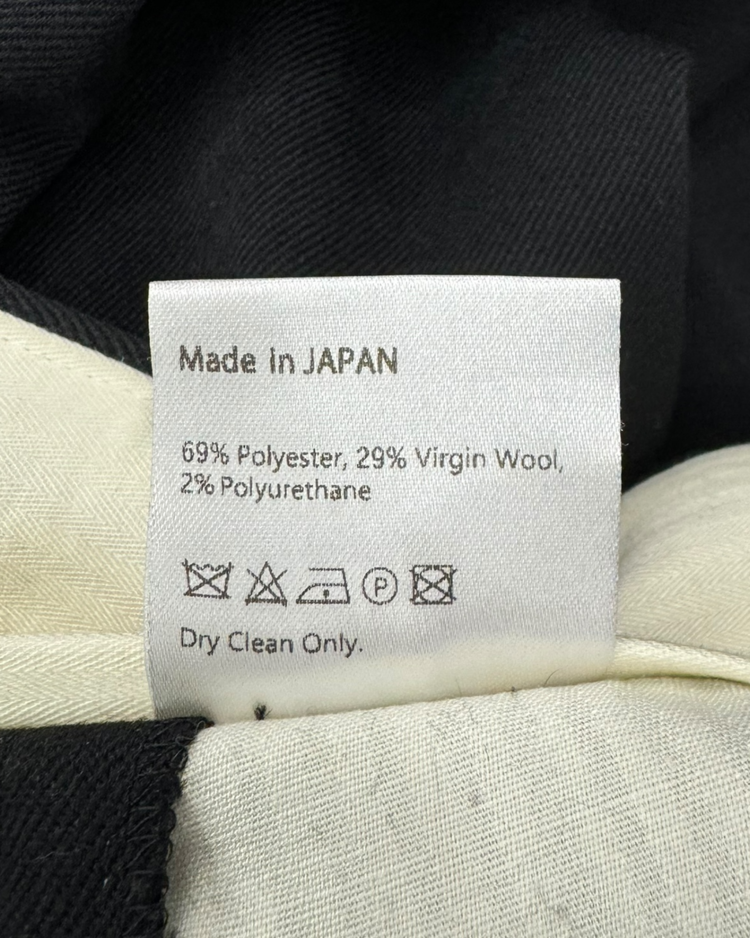 Made in JAPAN
69% Polyester, 29% Virgin Wool,
2% Polyurethane
P
Dry Clean Only.